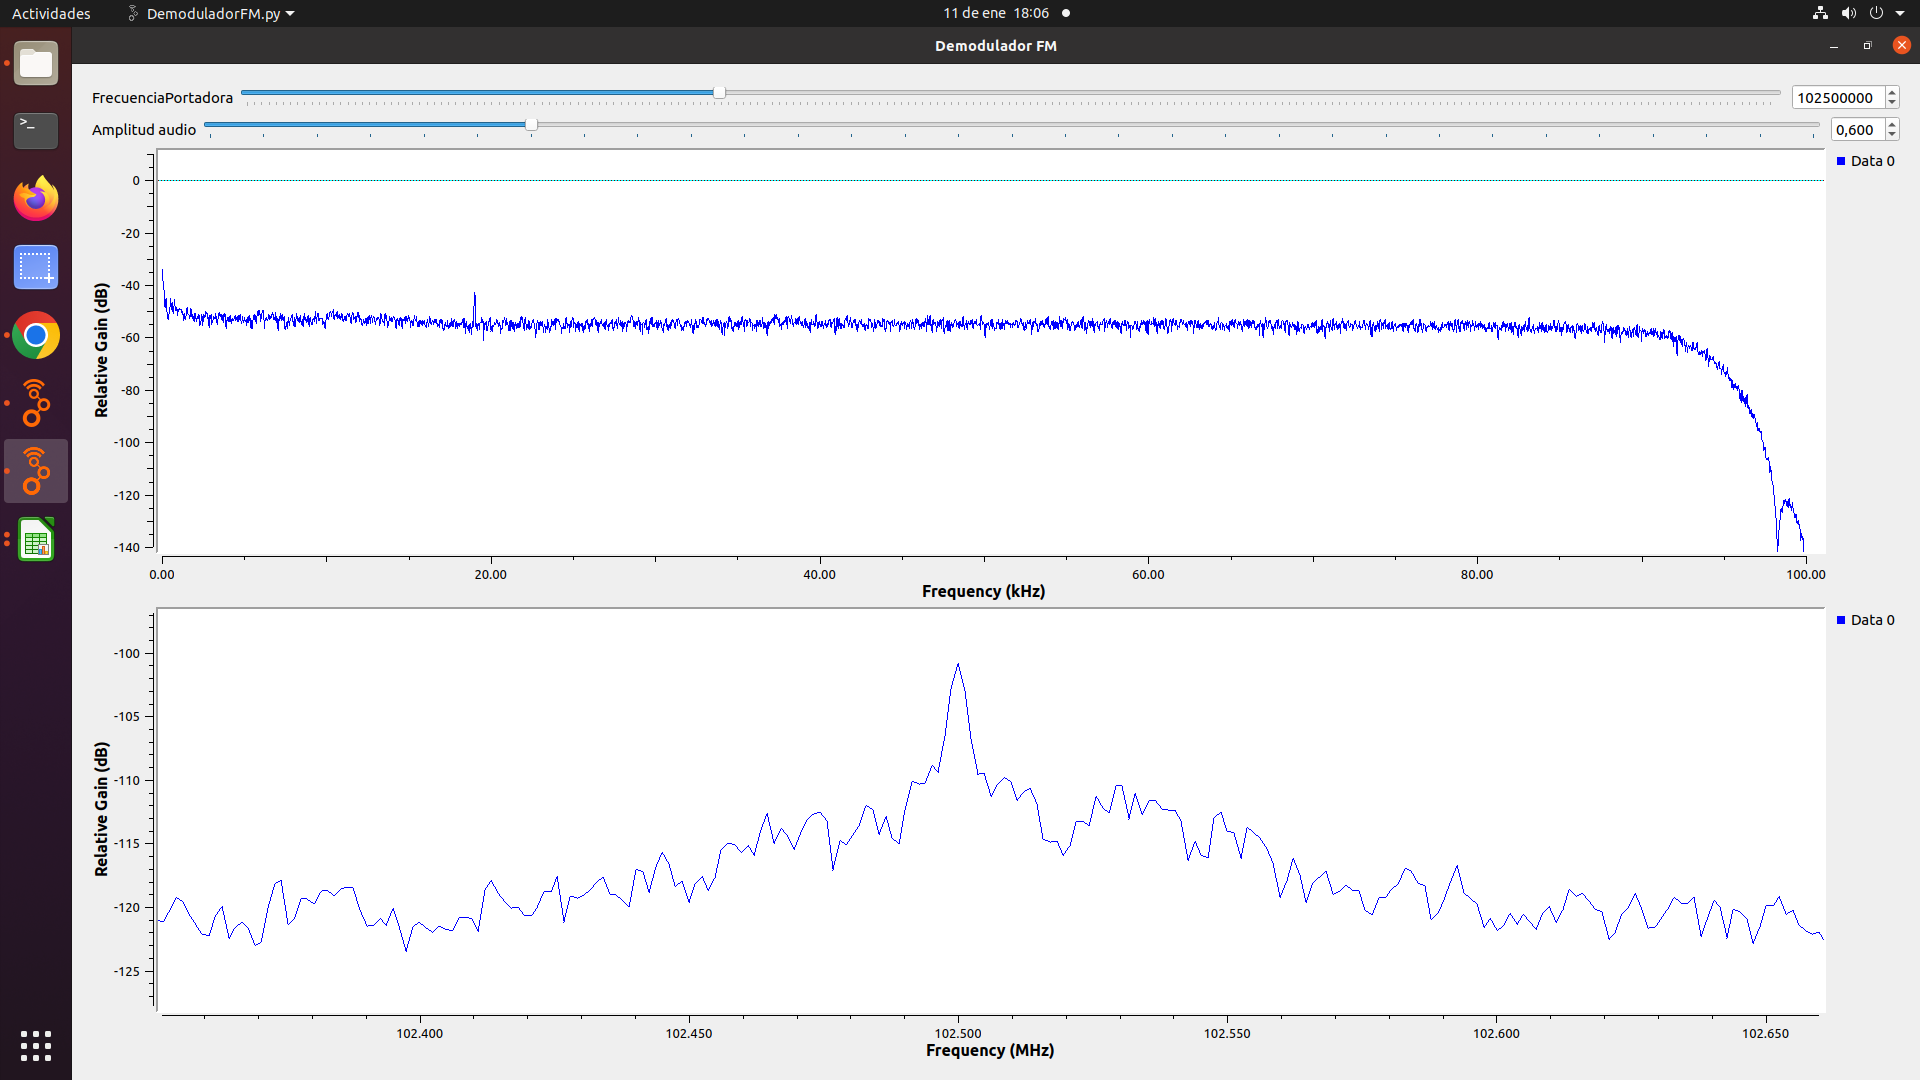 Actividades DemoduladorFM.py 11 de ene 18:06
Demodulador FM
FrecuenciaPortadora 102500000
Amplitud audio 0,600
Data 0
0
-20
-40
-60
-80
-100
-120
-140
Relative Gain (dB)
0.00 20.00 40.00 60.00 80.00 100.00
Frequency (kHz)
Data 0
-100
-105
-110
-115
-120
-125
Relative Gain (dB)
102.400 102.450 102.500 102.550 102.600 102.650
Frequency (MHz)